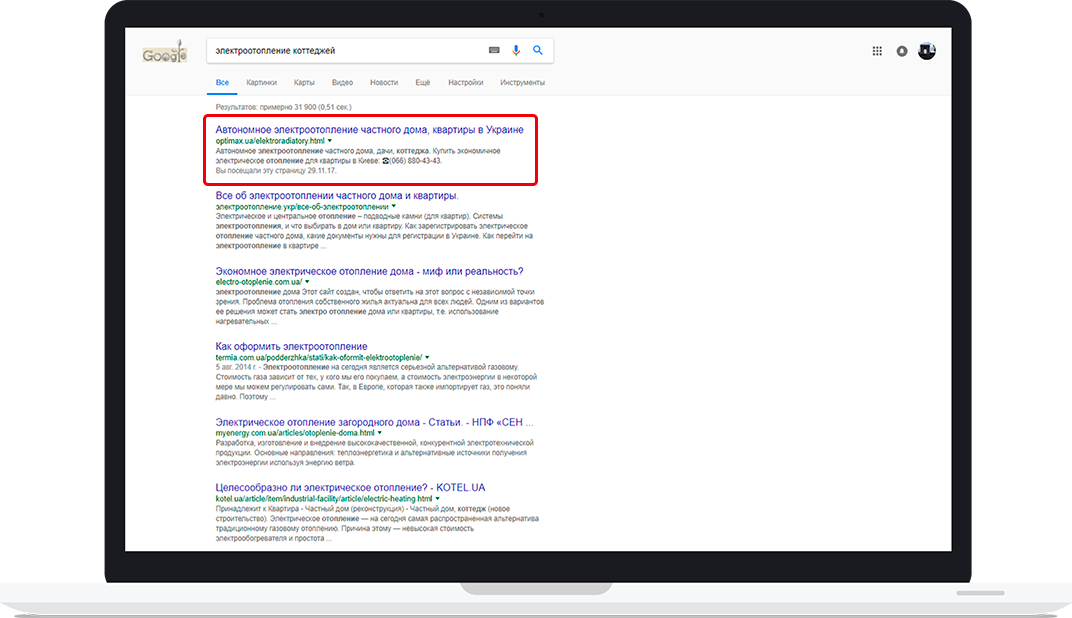 Google
электроотопление коттеджей
Все Картинки Карты Видео Новости Ещё Настройки Инструменты
Результатов: примерно 31 900 (0,51 сек.)
Автономное электроотопление частного дома, квартиры в Украине
optimax.ua/elektroradiatory.html
Автономное электроотопление частного дома, дачи, коттеджа. Купить экономичное
электрическое отопление для квартиры в Киеве: ☎(066) 880-43-43.
Вы посещали эту страницу 29.11.17.
Все об электроотоплении частного дома и квартиры.
электроотопление.укр/все-об-электроотоплении
Электрическое и центральное отопление – подводные камни (для квартир). Системы
электроотопления, и что выбирать в дом или квартиру. Как зарегистрировать электрическое
отопление частного дома, какие документы нужны для регистрации в Украине. Как перейти на
электроотопление в квартире ...
Экономное электрическое отопление дома - миф или реальность?
electro-otoplenie.com.ua/
электроотопление дома Этот сайт создан, чтобы ответить на этот вопрос с независимой точки
зрения. Проблема отопления собственного жилья актуальна для всех людей. Одним из вариантов
ее решения может стать электро отопление дома или квартиры, т.е. использование
нагревательных ...
Как оформить электроотопление
termia.com.ua/podderzhka/stati/kak-oformit-elektrootoplenie/
5 авг. 2014 г. - Электроотопление на сегодня является серьезной альтернативой газовому.
Стоимость газа зависит от тех, у кого мы его покупаем, а стоимость электроэнергии в некоторой
мере мы можем регулировать сами. Так, в Европе, которая также импортирует газ, это поняли
давно. Поэтому ...
Электрическое отопление загородного дома - Статьи. - НПФ «СЕН ...
myenergy.com.ua/articles/otoplenie-doma.html
Разработка, изготовление и внедрение высококачественной, конкурентной электротехнической
продукции. Основные направления: теплоэнергетика и альтернативные источники получения
электроэнергии используя энергию ветра.
Целесообразно ли электрическое отопление? - KOTEL.UA
kotel.ua/article/item/industrial-facility/article/electric-heating.html
Принадлежит к Квартира - Частный дом (реконструкция) - Частный дом, коттедж (новое
строительство). Электрическое отопление — на сегодня самая распространенная альтернатива
традиционному газовому отоплению. Причина этому — невысокая стоимость
электрообогревателя и простота ...